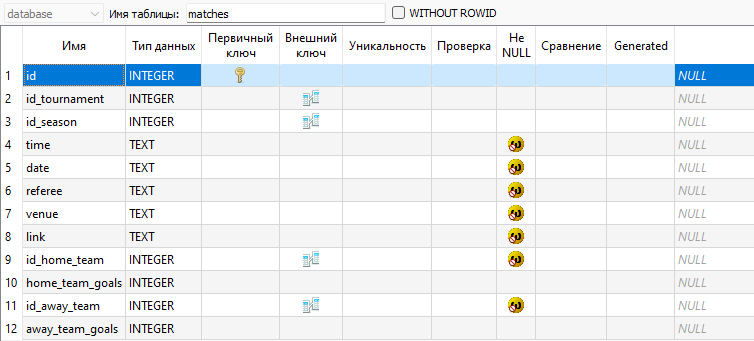 database Имя таблицы: matches WITHOUT ROWID
Имя Тип данных Первичный ключ Внешний ключ Уникальность Проверка Не NULL Сравнение Generated
1 id INTEGER NULL
2 id_tournament INTEGER NULL
3 id_season INTEGER NULL
4 time TEXT NULL
5 date TEXT NULL
6 referee TEXT NULL
7 venue TEXT NULL
8 link TEXT NULL
9 id_home_team INTEGER NULL
10 home_team_goals INTEGER NULL
11 id_away_team INTEGER NULL
12 away_team_goals INTEGER NULL